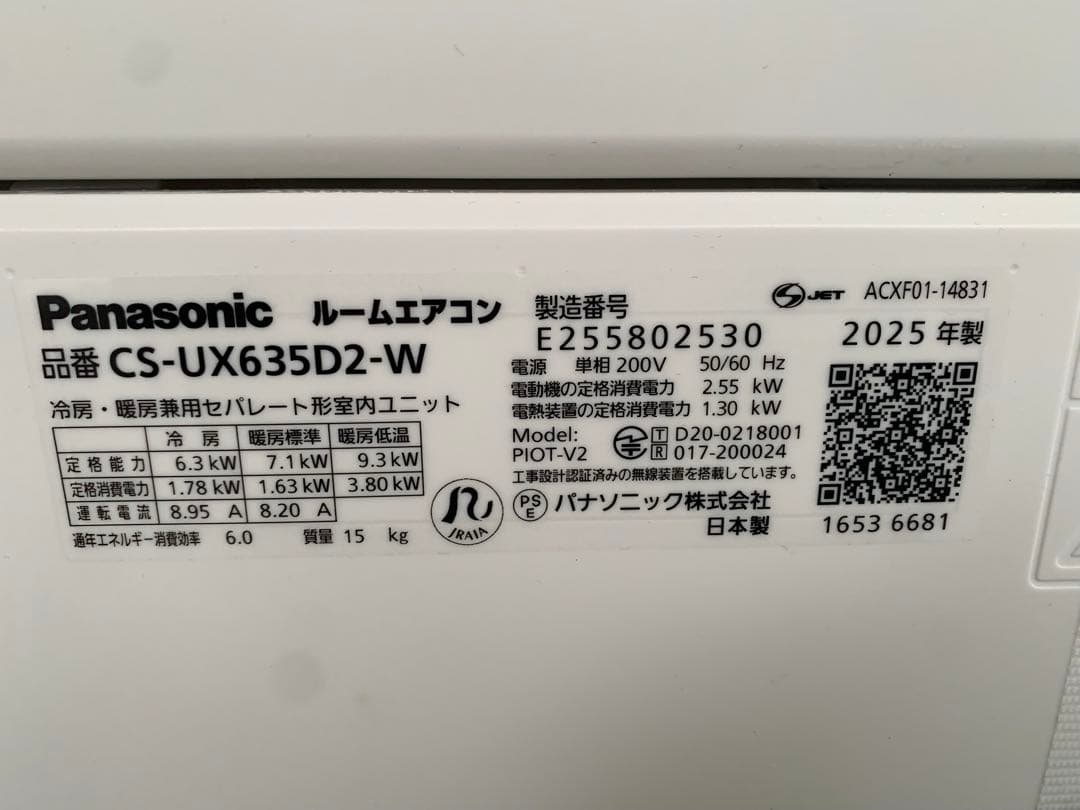 Panasonic ルームエアコン
品番 CS-UX635D2-W
冷房・暖房兼用セパレート形室内ユニット
冷房 暖房標準 暖房低温
定格能力 6.3 kW 7.1 kW 9.3 kW
定格消費電力 1.78 kW 1.63 kW 3.80 kW
運転電流 8.95 A 8.20 A
通年エネルギー消費効率 6.0 質量 15 kg
JRAIA
製造番号
E255802530
電源 単相 200V 50/60 Hz
電動機の定格消費電力 2.55 kW
電熱装置の定格消費電力 1.30 kW
Model: PIOT-V2
T D20-0218001
R 017-200024
工事設計認証済みの無線装置を搭載しています。
PSE パナソニック株式会社
日本製
S JET ACXF01-14831
2025 年製
1653 6681